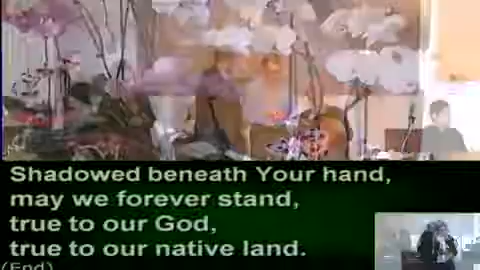 Shadowed beneath Your hand,
may we forever stand,
true to our God,
true to our native land.
(End)